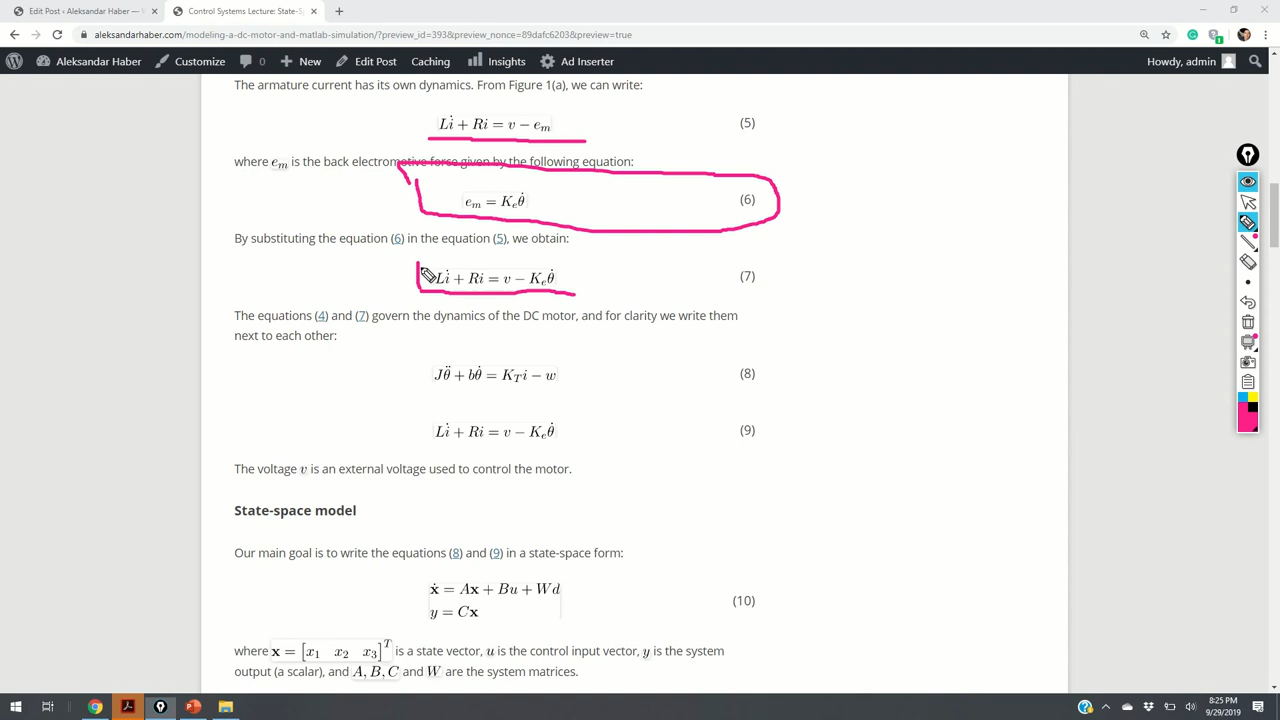 Edit Post ‹ Aleksandar Haber —
Control Systems Lecture: State-S
aleksandarhaber.com/modeling-a-dc-motor-and-matlab-simulation/?preview_id=393&preview_nonce=89dafc6203&preview=true
Aleksandar Haber Customize 0 New Edit Post Caching Insights Ad Inserter Howdy, admin
The armature current has its own dynamics. From Figure 1(a), we can write:
Li̇ + Ri = v − eₘ (5)
where eₘ is the back electromotive force given by the following equation:
eₘ = Kₑθ̇ (6)
By substituting the equation (6) in the equation (5), we obtain:
Li̇ + Ri = v − Kₑθ̇ (7)
The equations (4) and (7) govern the dynamics of the DC motor, and for clarity we write them
next to each other:
Jθ̈ + bθ̇ = K_T i − w (8)
Li̇ + Ri = v − Kₑθ̇ (9)
The voltage v is an external voltage used to control the motor.
State-space model
Our main goal is to write the equations (8) and (9) in a state-space form:
ẋ = Ax + Bu + Wd
y = Cx (10)
where x = [x₁ x₂ x₃]ᵀ is a state vector, u is the control input vector, y is the system
output (a scalar), and A, B, C and W are the system matrices.
8:25 PM
9/29/2019